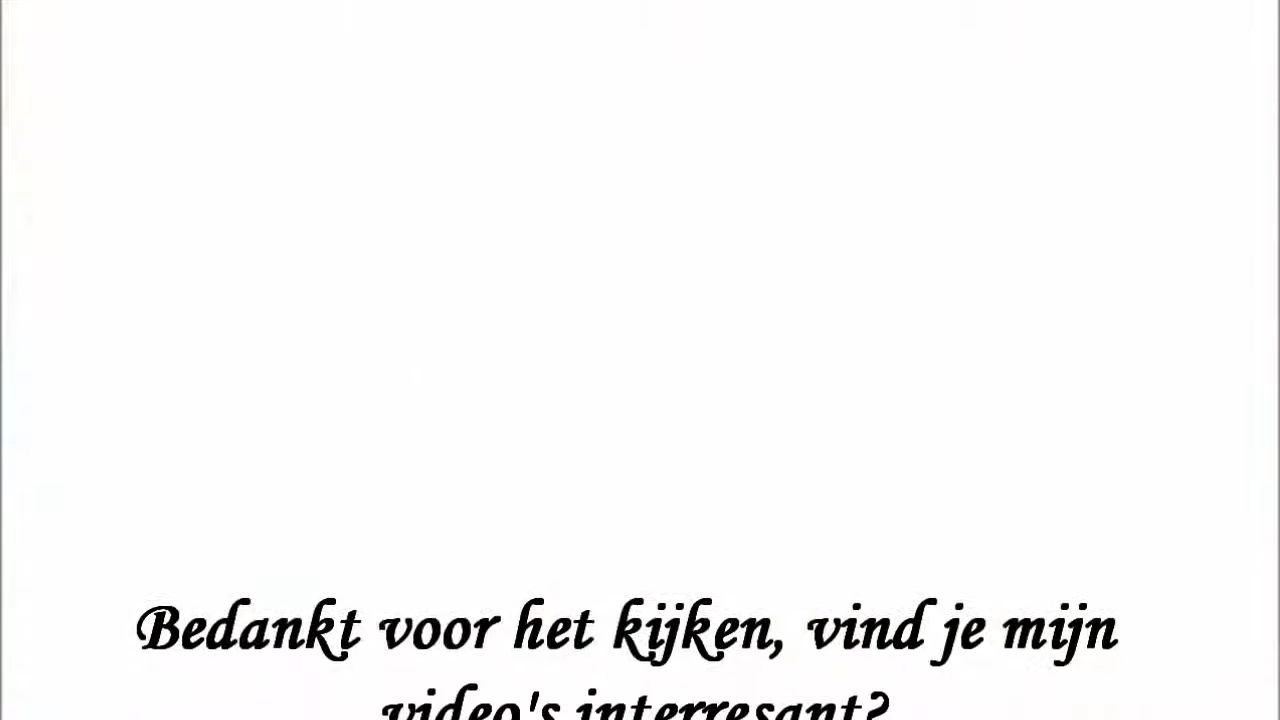 Bedankt voor het kijken, vind je mijn
video's interresant?